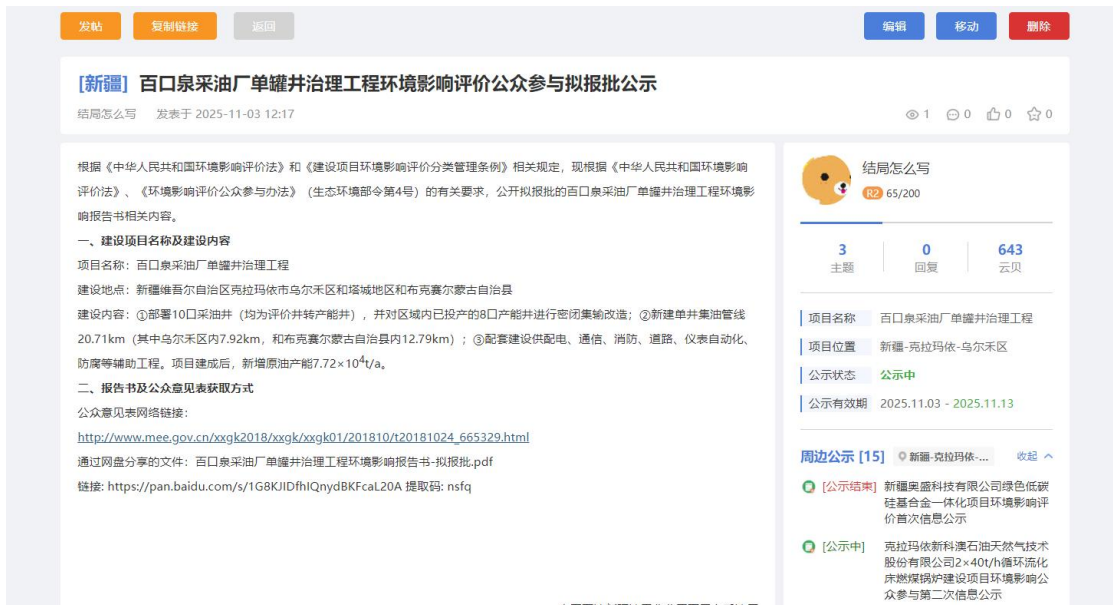 发帖
复制链接
返回
编辑
移动
删除
[新疆] 百口泉采油厂单罐井治理工程环境影响评价公众参与拟报批公示
结局怎么写 发表于 2025-11-03 12:17
1 0 0 0
根据《中华人民共和国环境影响评价法》和《建设项目环境影响评价分类管理条例》相关规定，现根据《中华人民共和国环境影响
评价法》、《环境影响评价公众参与办法》（生态环境部令第4号）的有关要求，公开拟报批的百口泉采油厂单罐井治理工程环境影
响报告书相关内容。
一、建设项目名称及建设内容
项目名称：百口泉采油厂单罐井治理工程
建设地点：新疆维吾尔自治区克拉玛依市乌尔禾区和塔城地区和布克赛尔蒙古自治县
建设内容：①部署10口采油井（均为评价井转产能井），并对区域内已投产的8口产能井进行密闭集输改造；②新建单井集油管线
20.71km（其中乌尔禾区内7.92km，和布克赛尔蒙古自治县内12.79km）；③配套建设供配电、通信、消防、道路、仪表自动化、
防腐等辅助工程。项目建成后，新增原油产能7.72×10⁴t/a。
二、报告书及公众意见表获取方式
公众意见表网络链接：
http://www.mee.gov.cn/xxgk2018/xxgk/xxgk01/201810/t20181024_665329.html
通过网盘分享的文件：百口泉采油厂单罐井治理工程环境影响报告书-拟报批.pdf
链接: https://pan.baidu.com/s/1G8KJIDfhIQnydBKFcaL20A 提取码: nsfq
结局怎么写
R2 65/200
3 0 643
主题 回复 云贝
项目名称 百口泉采油厂单罐井治理工程
项目位置 新疆-克拉玛依-乌尔禾区
公示状态 公示中
公示有效期 2025.11.03 - 2025.11.13
周边公示 [15] 新疆-克拉玛依-... 收起
[公示结束] 新疆奥盛科技有限公司绿色低碳
硅基合金一体化项目环境影响评
价首次信息公示
[公示中] 克拉玛依新科澳石油天然气技术
股份有限公司2×40t/h循环流化
床燃煤锅炉建设项目环境影响公
众参与第二次信息公示